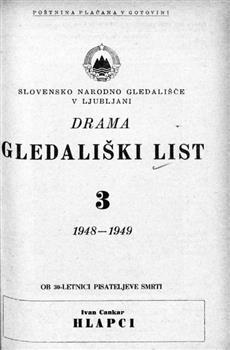 POŠTNINA PLAČANA V GOTOVINI
SLOVENSKO NARODNO GLEDALIŠČE
V LJUBLJANI
DRAMA
GLEDALIŠKI LIST
3
1948—1949
OB 30-LETNICI PISATELJEVE SMRTI
Ivan Cankar
HLAPCI